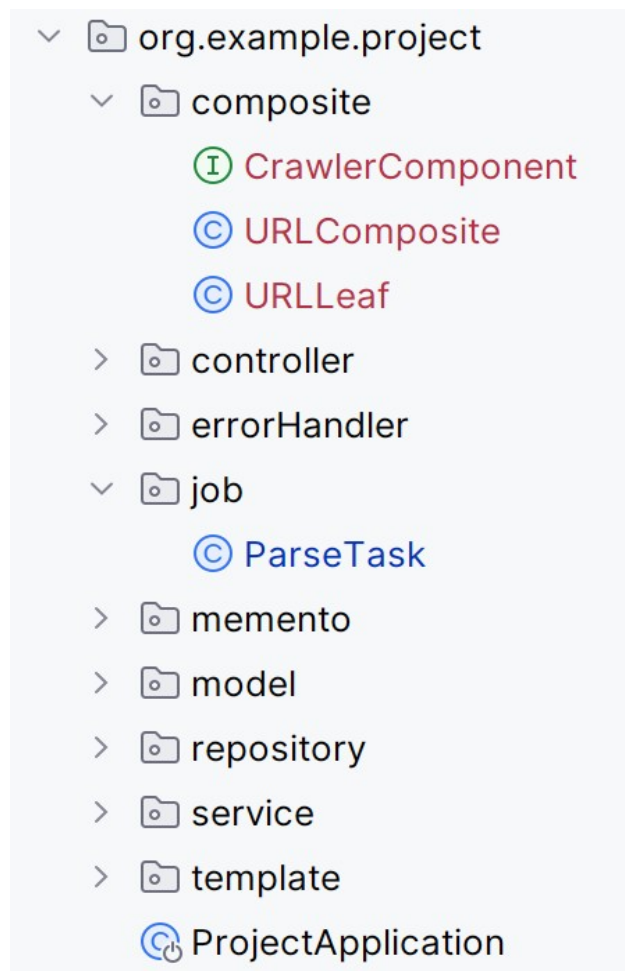 org.example.project
composite
CrawlerComponent
URLComposite
URLLeaf
controller
errorHandler
job
ParseTask
memento
model
repository
service
template
ProjectApplication